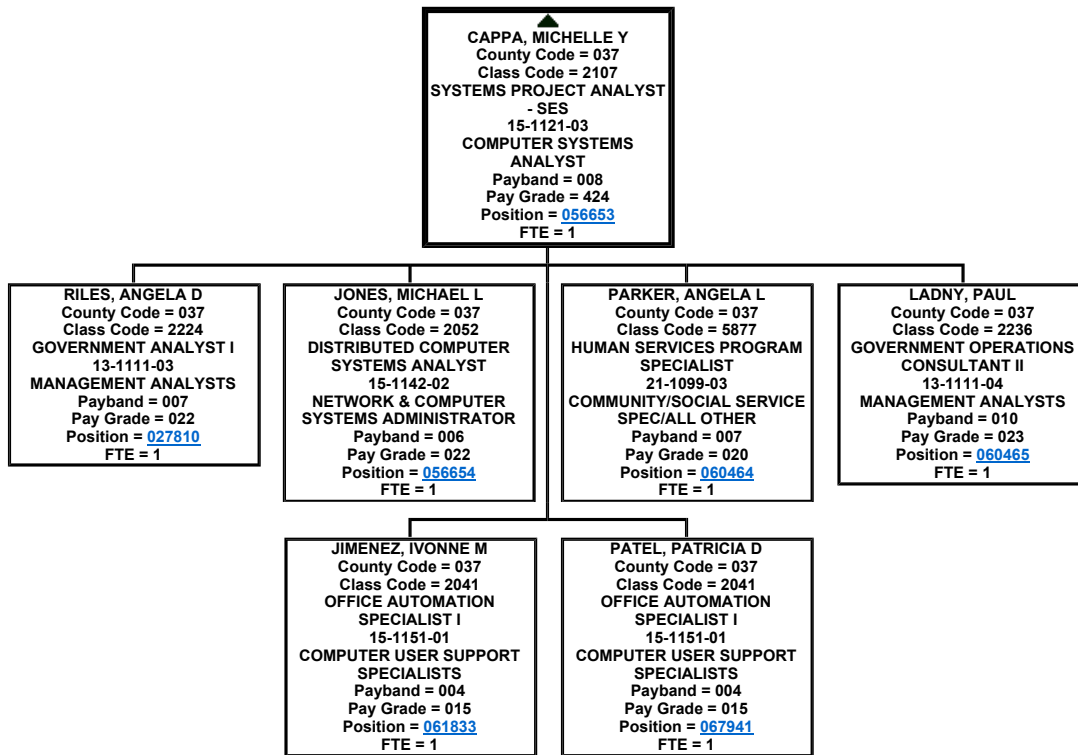 CAPPA, MICHELLE Y
County Code = 037
Class Code = 2107
SYSTEMS PROJECT ANALYST
- SES
15-1121-03
COMPUTER SYSTEMS
ANALYST
Payband = 008
Pay Grade = 424
Position = 056653
FTE = 1
RILES, ANGELA D
County Code = 037
Class Code = 2224
GOVERNMENT ANALYST I
13-1111-03
MANAGEMENT ANALYSTS
Payband = 007
Pay Grade = 022
Position = 027810
FTE = 1
JONES, MICHAEL L
County Code = 037
Class Code = 2052
DISTRIBUTED COMPUTER
SYSTEMS ANALYST
15-1142-02
NETWORK & COMPUTER
SYSTEMS ADMINISTRATOR
Payband = 006
Pay Grade = 022
Position = 056654
FTE = 1
PARKER, ANGELA L
County Code = 037
Class Code = 5877
HUMAN SERVICES PROGRAM
SPECIALIST
21-1099-03
COMMUNITY/SOCIAL SERVICE
SPEC/ALL OTHER
Payband = 007
Pay Grade = 020
Position = 060464
FTE = 1
LADNY, PAUL
County Code = 037
Class Code = 2236
GOVERNMENT OPERATIONS
CONSULTANT II
13-1111-04
MANAGEMENT ANALYSTS
Payband = 010
Pay Grade = 023
Position = 060465
FTE = 1
JIMENEZ, IVONNE M
County Code = 037
Class Code = 2041
OFFICE AUTOMATION
SPECIALIST I
15-1151-01
COMPUTER USER SUPPORT
SPECIALISTS
Payband = 004
Pay Grade = 015
Position = 061833
FTE = 1
PATEL, PATRICIA D
County Code = 037
Class Code = 2041
OFFICE AUTOMATION
SPECIALIST I
15-1151-01
COMPUTER USER SUPPORT
SPECIALISTS
Payband = 004
Pay Grade = 015
Position = 067941
FTE = 1